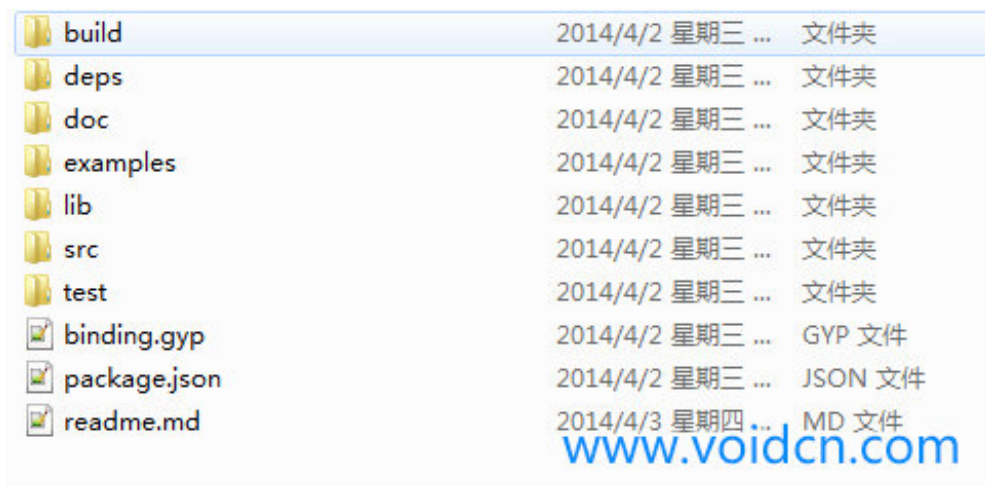 build 2014/4/2 星期三 ... 文件夹
deps 2014/4/2 星期三 ... 文件夹
doc 2014/4/2 星期三 ... 文件夹
examples 2014/4/2 星期三 ... 文件夹
lib 2014/4/2 星期三 ... 文件夹
src 2014/4/2 星期三 ... 文件夹
test 2014/4/2 星期三 ... 文件夹
binding.gyp 2014/4/2 星期三 ... GYP 文件
package.json 2014/4/2 星期三 ... JSON 文件
readme.md 2014/4/3 星期四 ... MD 文件
www.voidcn.com